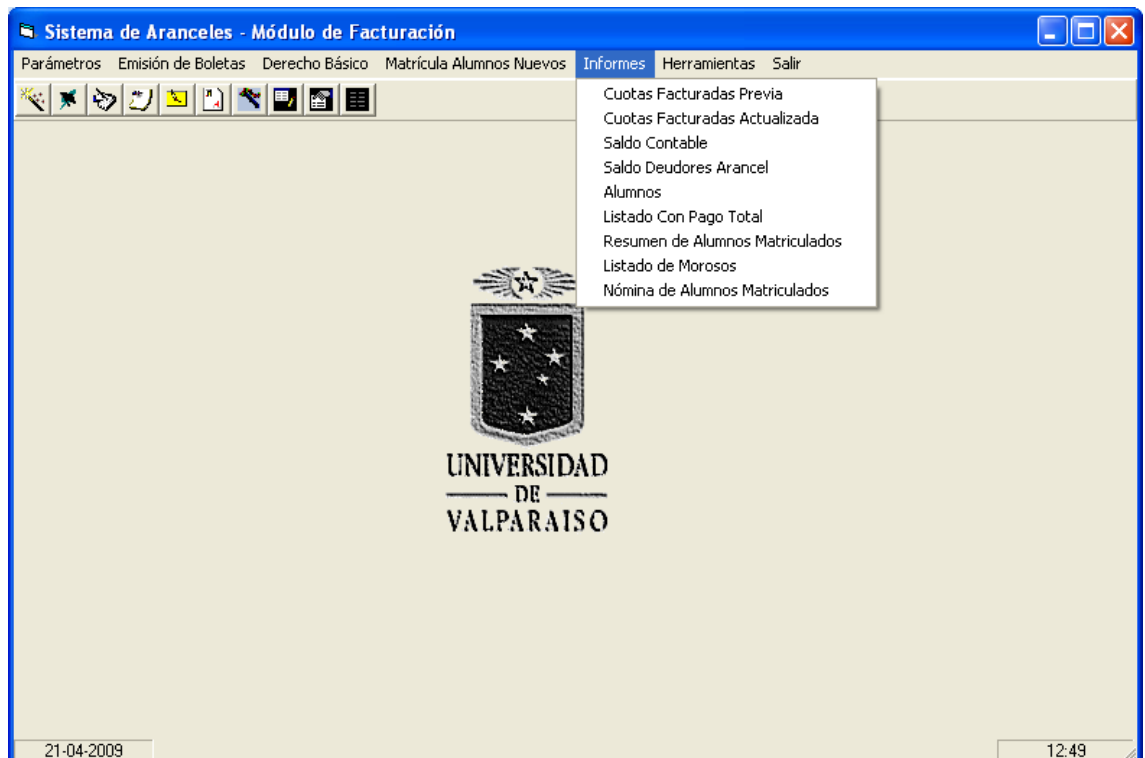 Sistema de Aranceles - Módulo de Facturación
Parámetros Emisión de Boletas Derecho Básico Matrícula Alumnos Nuevos Informes Herramientas Salir
Cuotas Facturadas Previa
Cuotas Facturadas Actualizada
Saldo Contable
Saldo Deudores Arancel
Alumnos
Listado Con Pago Total
Resumen de Alumnos Matriculados
Listado de Morosos
Nómina de Alumnos Matriculados
UNIVERSIDAD
DE
VALPARAISO
21-04-2009 12:49